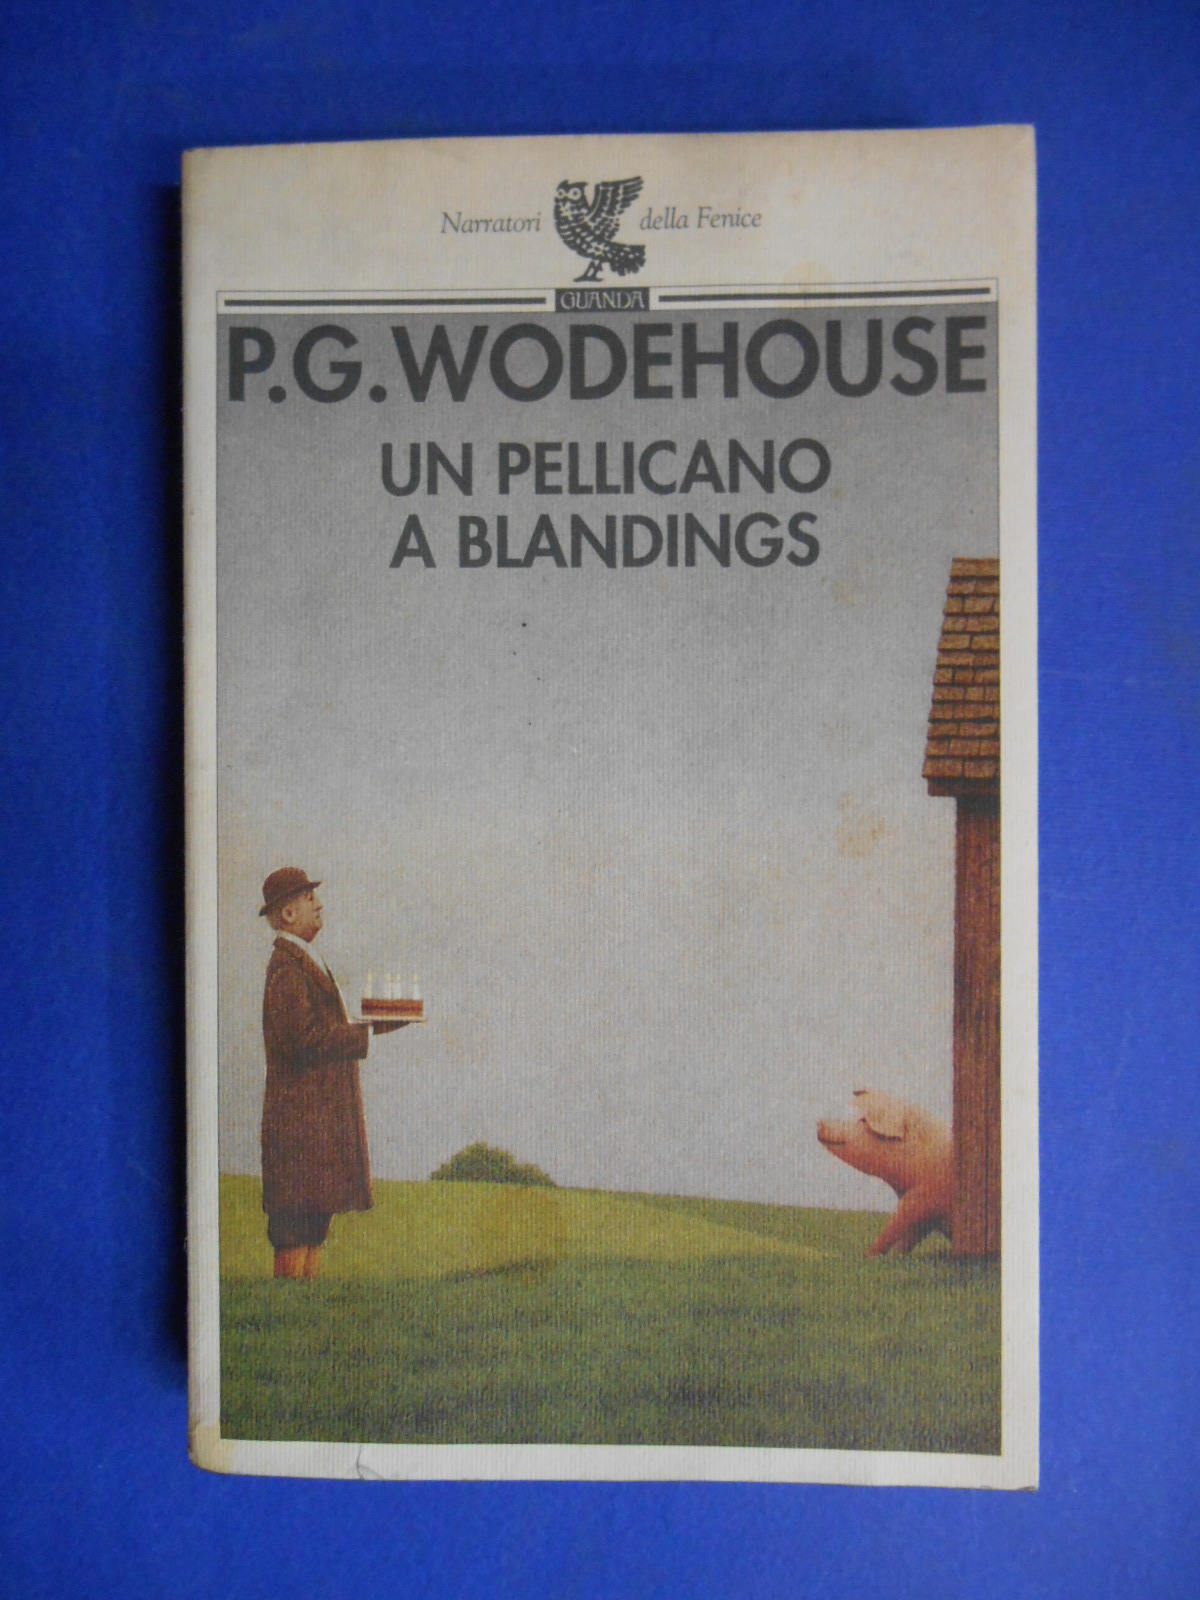 Narratori della Fenice
GUANDA
P.G.WODEHOUSE
UN PELLICANO
A BLANDINGS